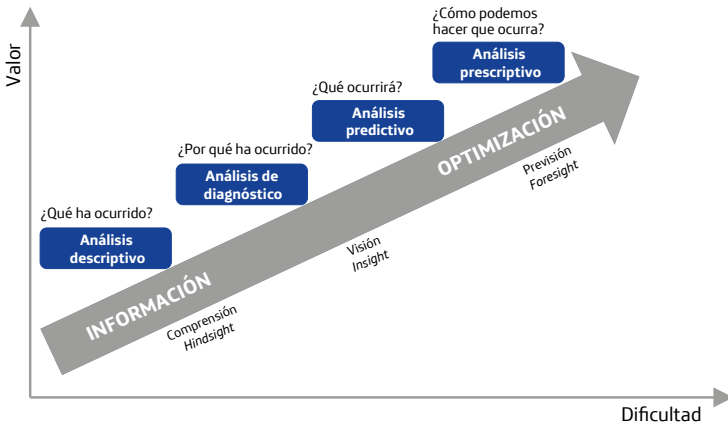 Valor
¿Cómo podemos
hacer que ocurra?
Análisis
prescriptivo
¿Qué ocurrirá?
Análisis
predictivo
¿Por qué ha ocurrido?
Análisis de
diagnóstico
¿Qué ha ocurrido?
Análisis
descriptivo
INFORMACIÓN
OPTIMIZACIÓN
Comprensión
Hindsight
Visión
Insight
Previsión
Foresight
Dificultad